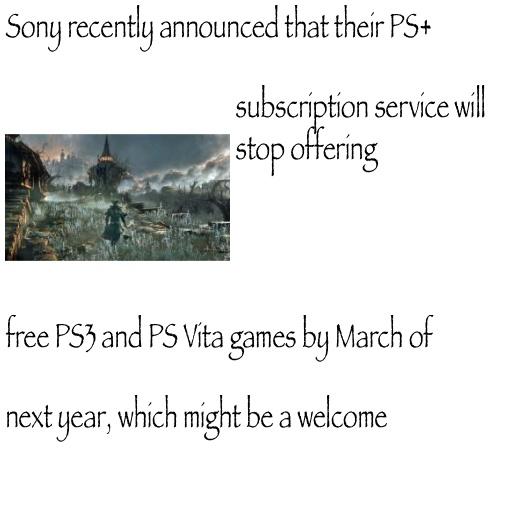 Sony recently announced that their PS+
subscription service will
stop offering
free PS3 and PS Vita games by March of
next year, which might be a welcome